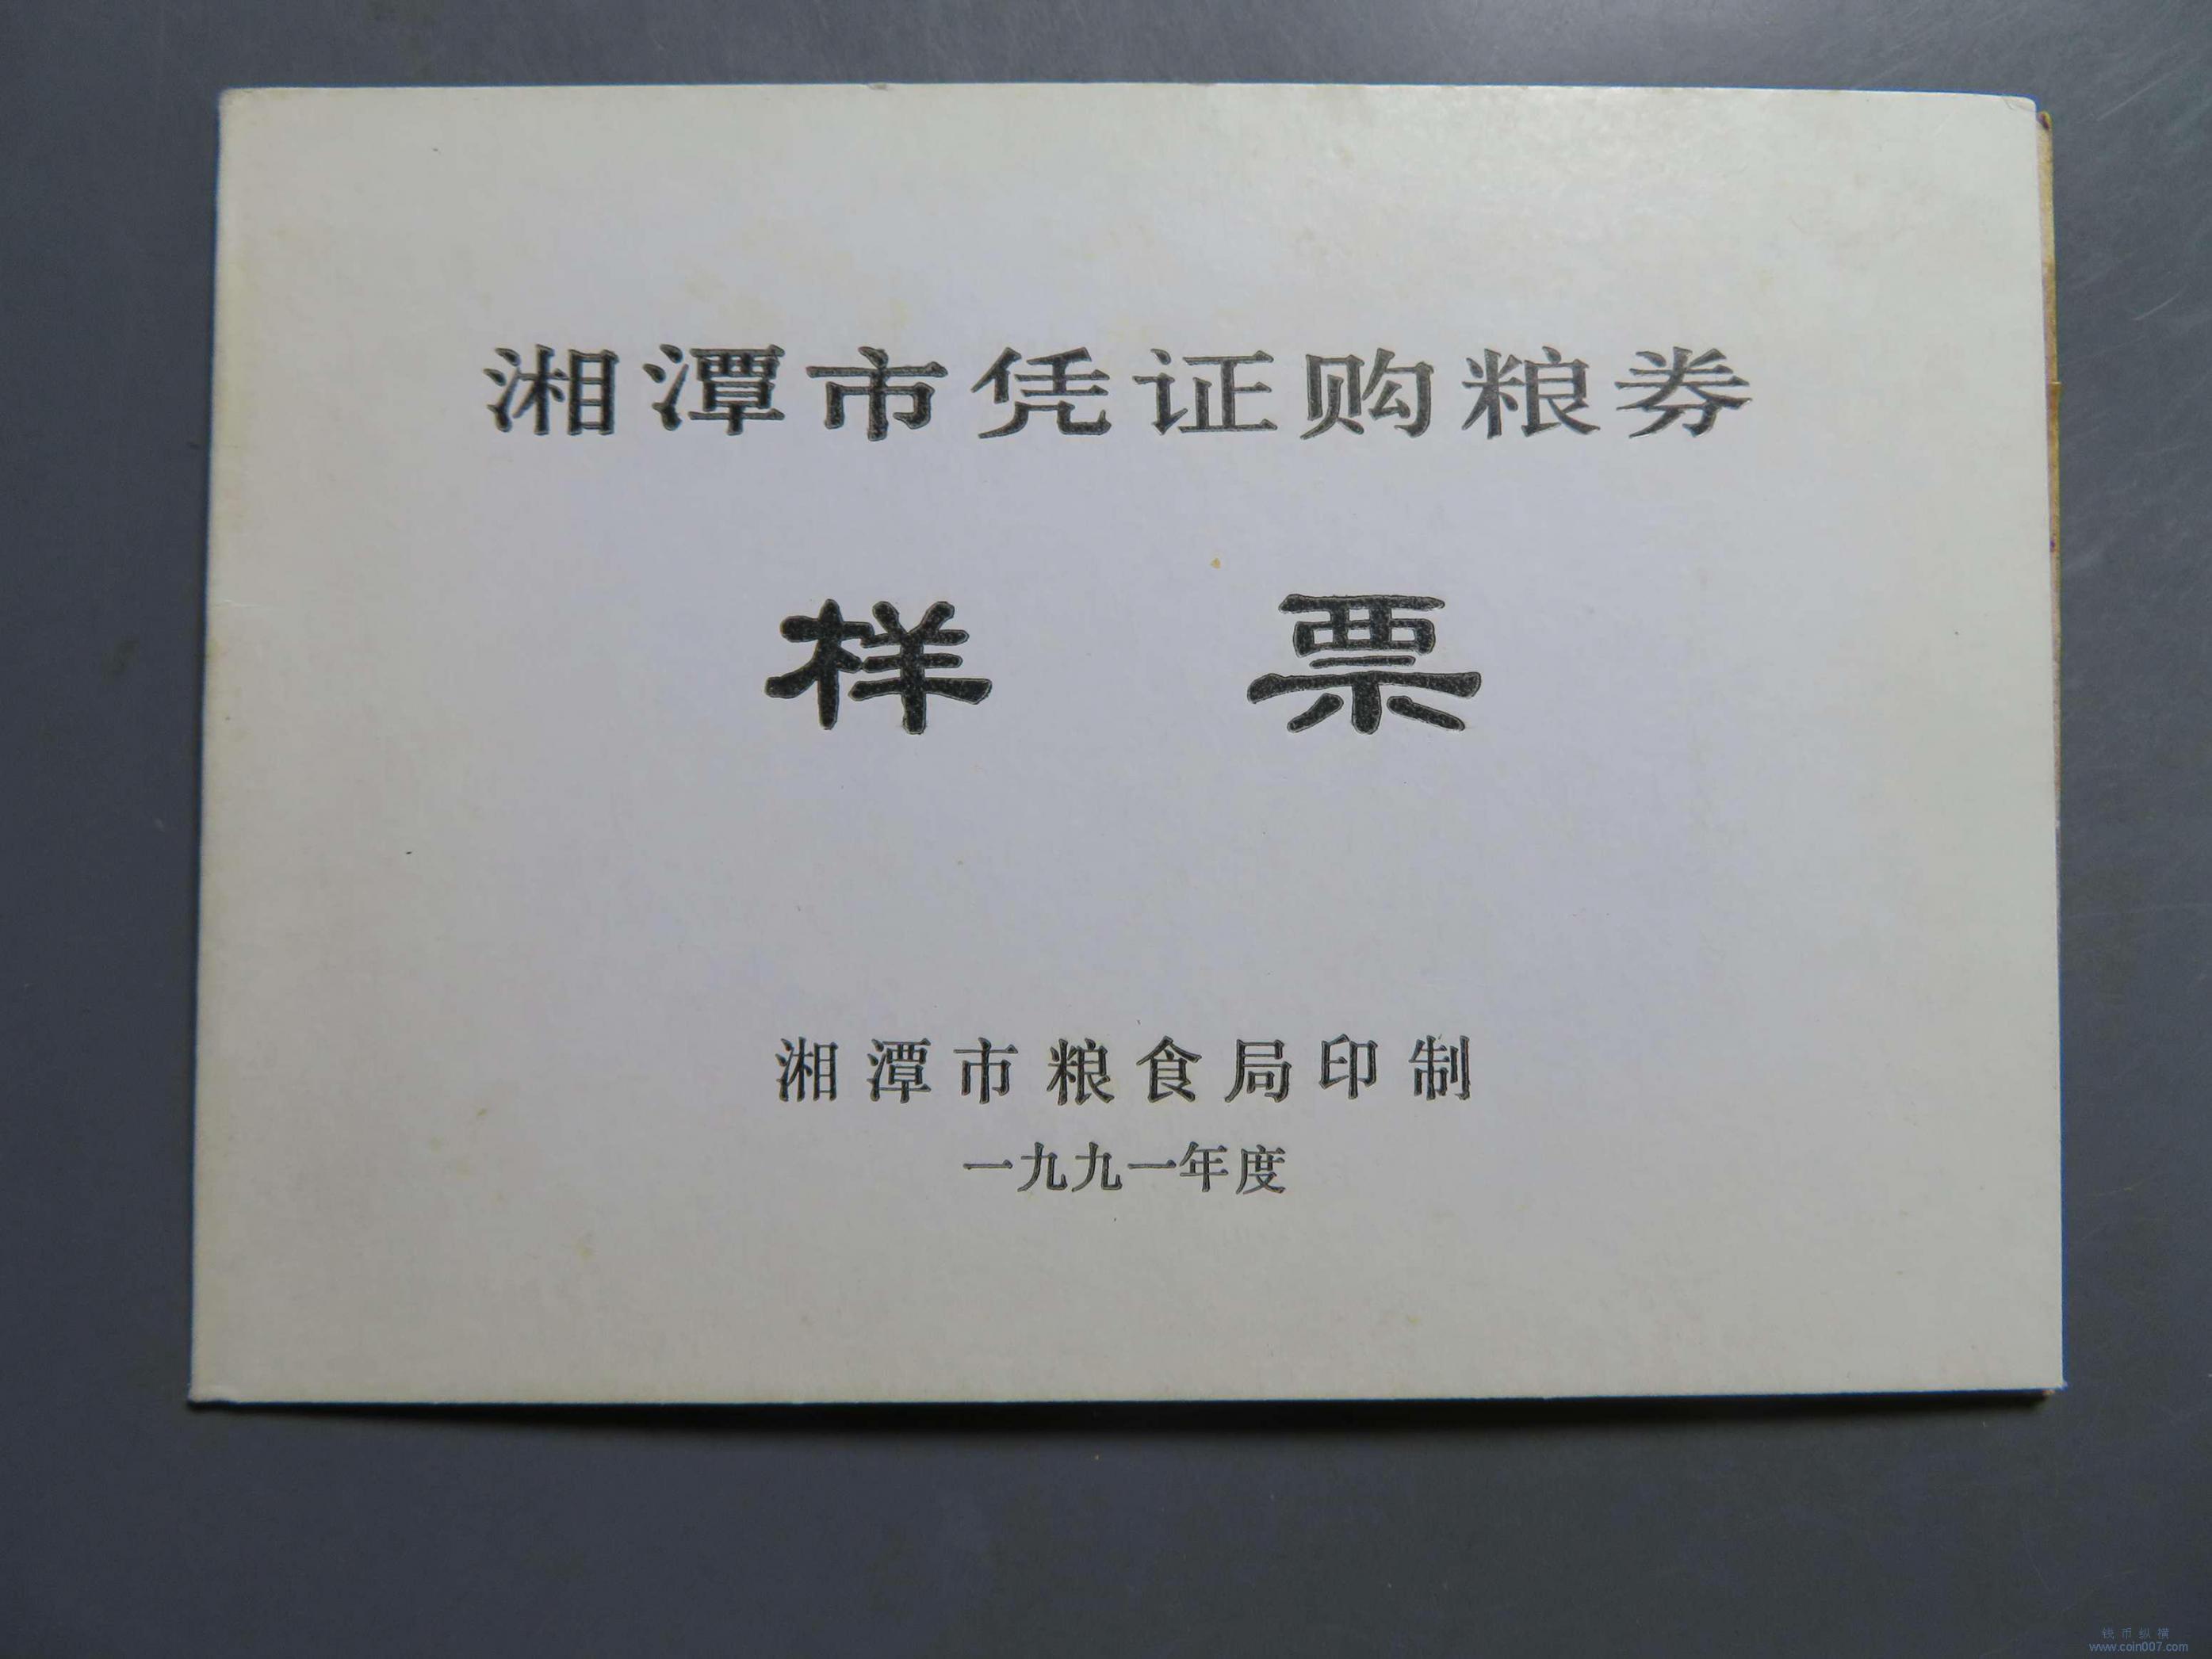 湘潭市凭证购粮券
样票
湘潭市粮食局印制
一九九一年度
钱币纵横
www.coin007.com